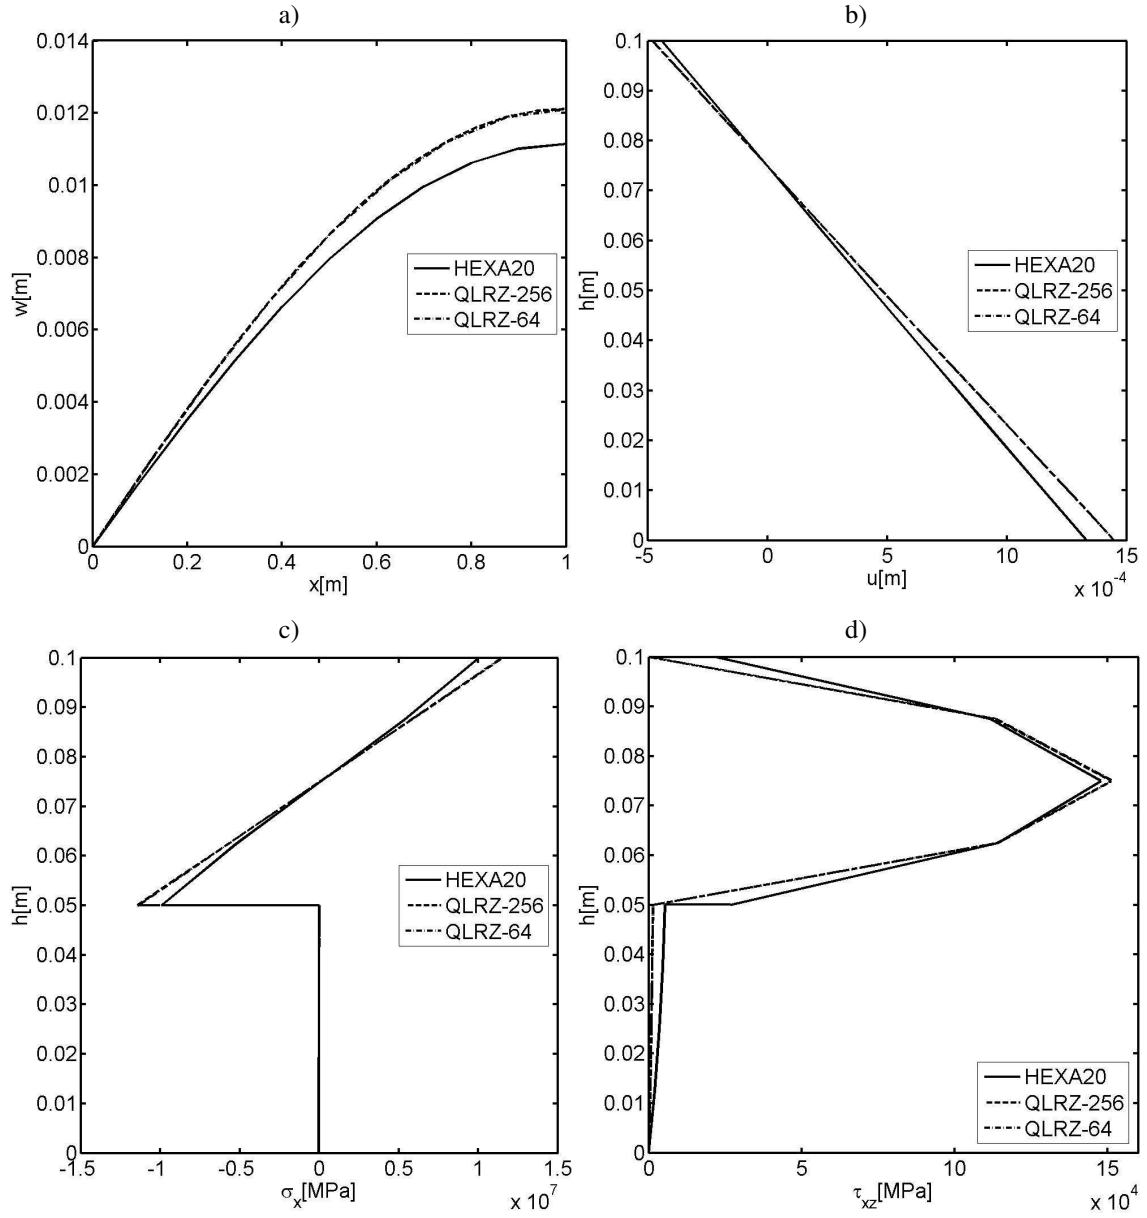 a)
0.014
0.012
0.01
0.008
0.006
0.004
0.002
0
w[m]
HEXA20
QLRZ-256
QLRZ-64
0 0.2 0.4 0.6 0.8 1
x[m]
b)
0.1
0.09
0.08
0.07
0.06
0.05
0.04
0.03
0.02
0.01
0
h[m]
HEXA20
QLRZ-256
QLRZ-64
-5 0 5 10 15
u[m]
x 10⁻⁴
c)
0.1
0.09
0.08
0.07
0.06
0.05
0.04
0.03
0.02
0.01
0
h[m]
HEXA20
QLRZ-256
QLRZ-64
-1.5 -1 -0.5 0 0.5 1 1.5
σₓ[MPa]
x 10⁷
d)
0.1
0.09
0.08
0.07
0.06
0.05
0.04
0.03
0.02
0.01
0
h[m]
HEXA20
QLRZ-256
QLRZ-64
0 5 10 15
τxz[MPa]
x 10⁴